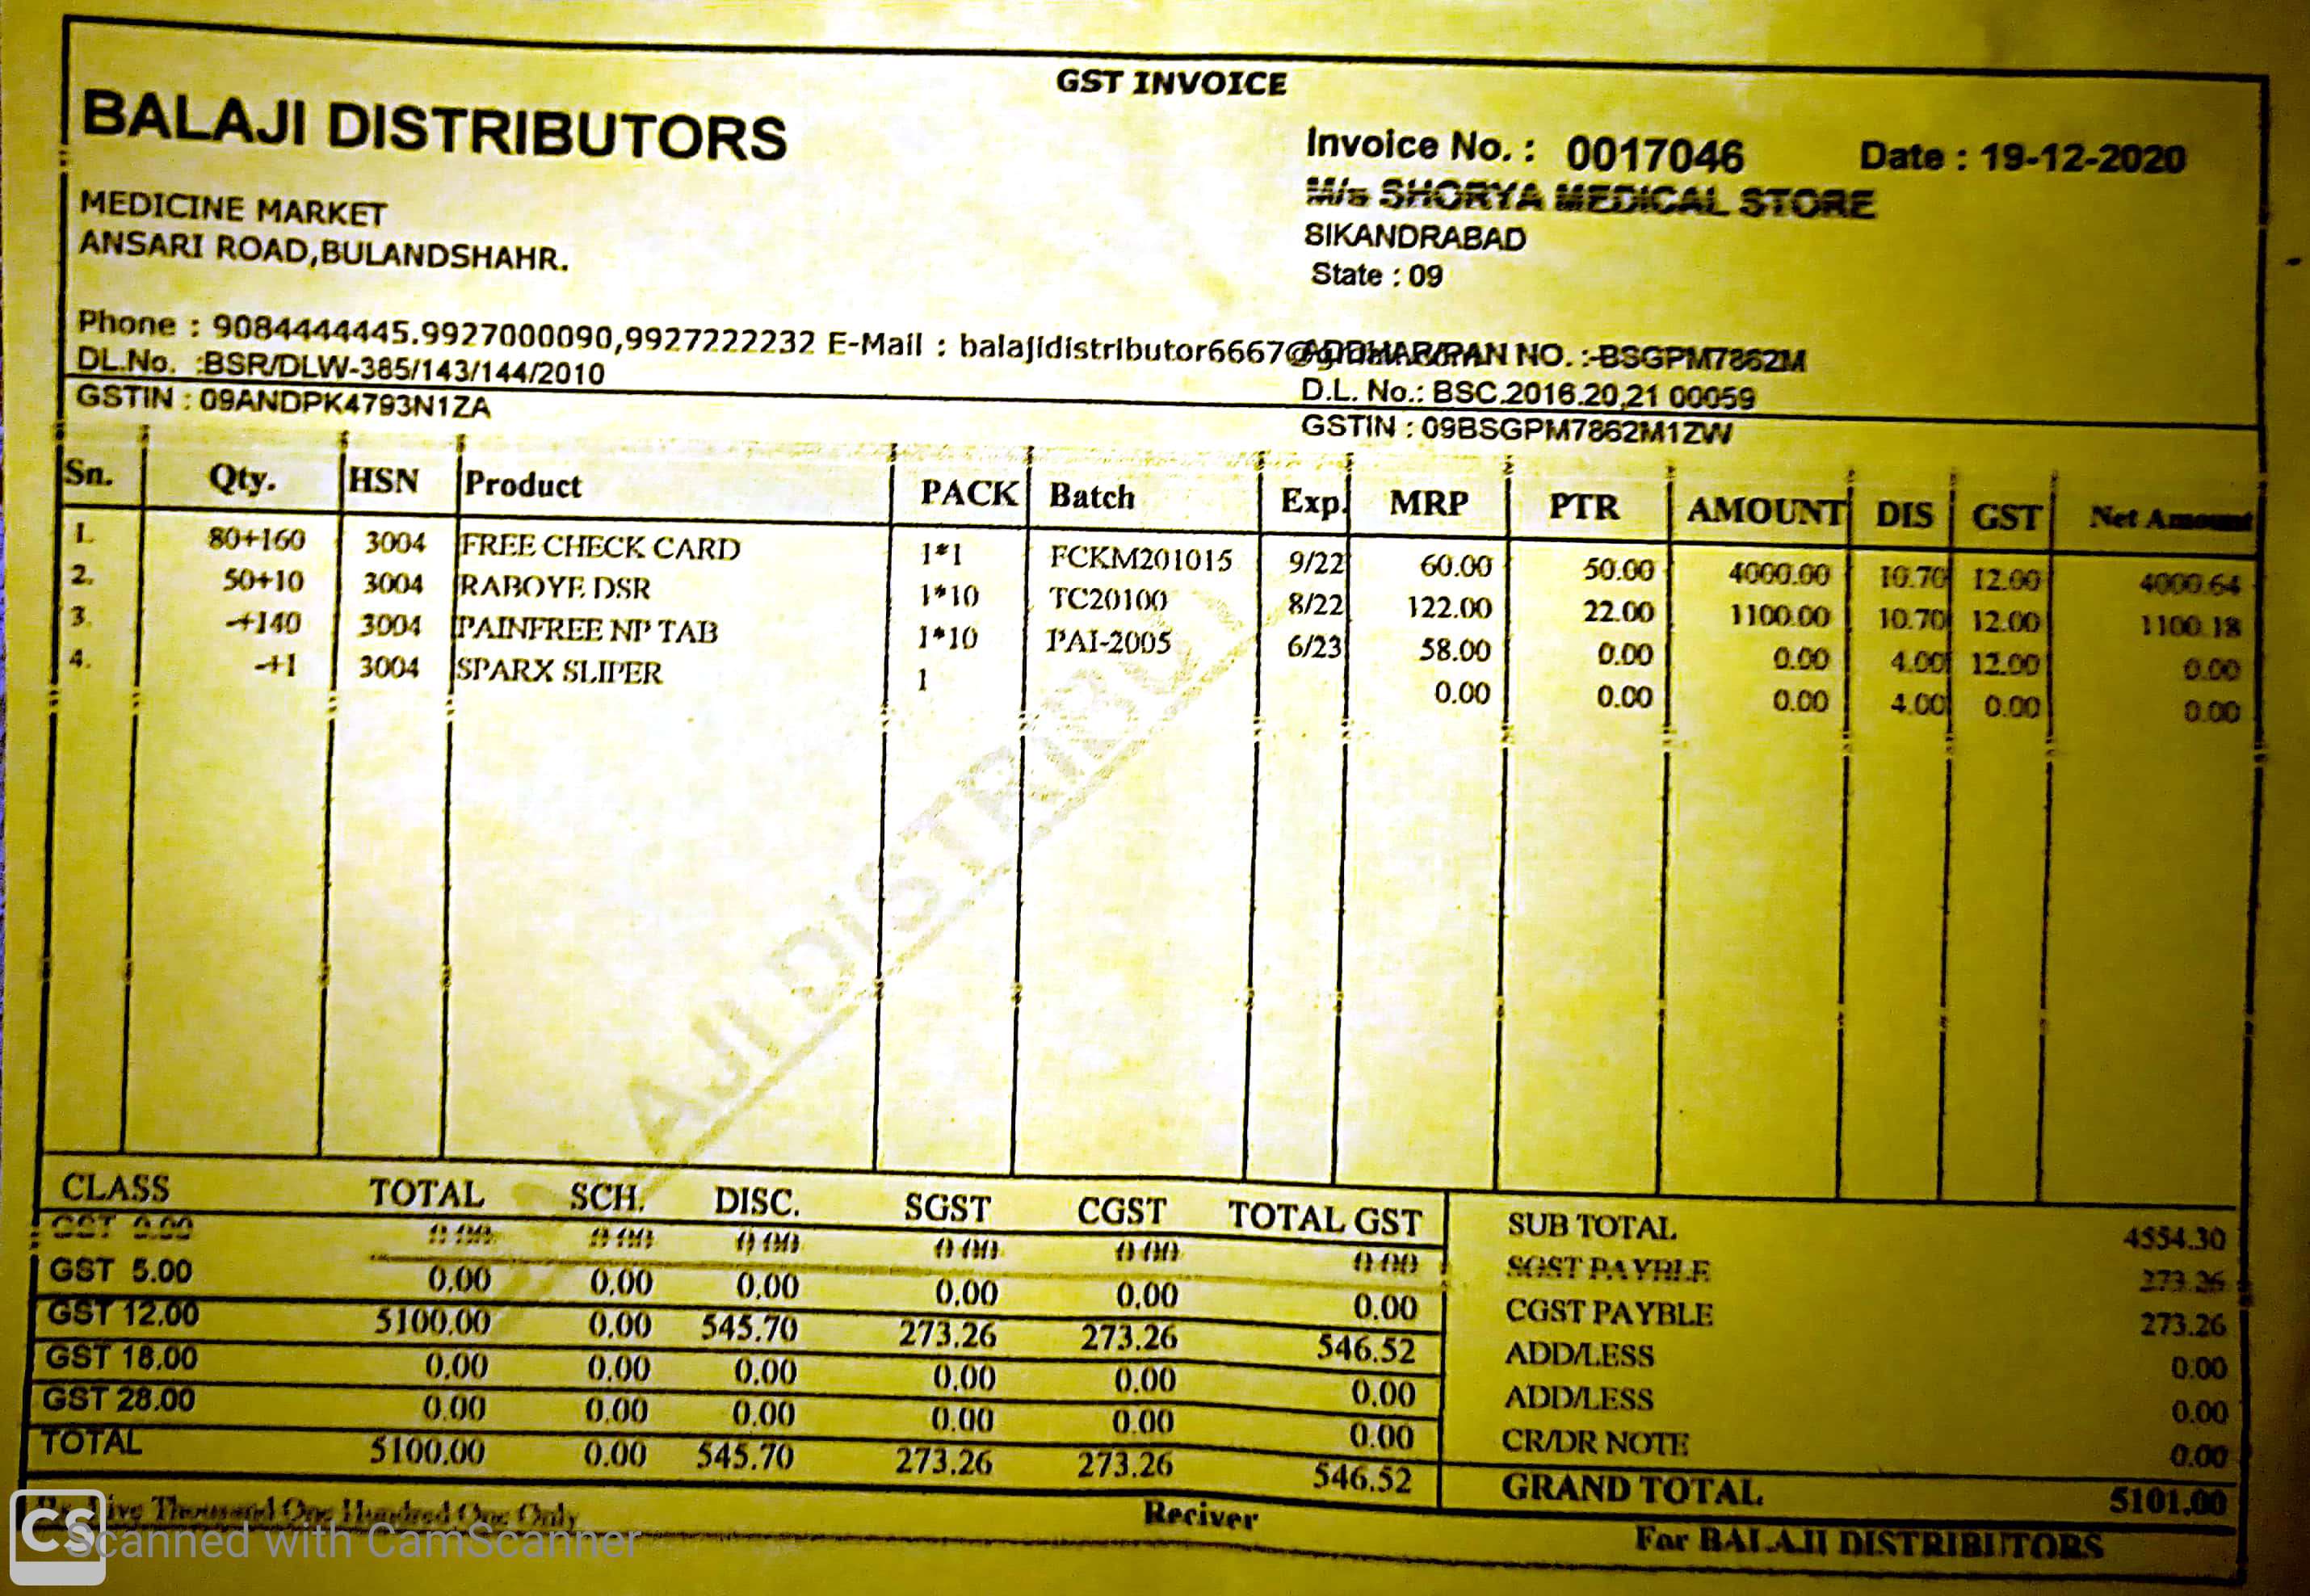 GST INVOICE
BALAJI DISTRIBUTORS
Invoice No. : 0017046 Date : 19-12-2020
M/s SHORYA MEDICAL STORE
MEDICINE MARKET
SIKANDRABAD
ANSARI ROAD,BULANDSHAHR.
State : 09
Phone : 9084444445.9927000090,9927222232 E-Mail : balajidistributor6667@
ADDHAR/PAN NO. :-BSGPM7862M
DL.No. :BSR/DLW-385/143/144/2010
D.L. No.: BSC.2016.20,21 00059
GSTIN : 09ANDPK4793N1ZA
GSTIN : 09BSGPM7862M1ZW
Sn. Qty. HSN Product PACK Batch Exp. MRP PTR AMOUNT DIS GST Net Amount
1. 80+160 3004 FREE CHECK CARD 1*1 FCKM201015 9/22 60.00 50.00 4000.00 10.70 12.00 4000.64
2. 50+10 3004 RABOYE DSR 1*10 TC20100 8/22 122.00 22.00 1100.00 10.70 12.00 1100.18
3. -+140 3004 PAINFREE NP TAB 1*10 PAI-2005 6/23 58.00 0.00 0.00 4.00 12.00 0.00
4. -+1 3004 SPARX SLIPER 1 0.00 0.00 0.00 4.00 0.00 0.00
CLASS TOTAL SCH. DISC. SGST CGST TOTAL GST
GST 0.00 0.00 0.00 0.00 0.00 0.00 0.00
GST 5.00 0.00 0.00 0.00 0.00 0.00 0.00
GST 12.00 5100.00 0.00 545.70 273.26 273.26 546.52
GST 18.00 0.00 0.00 0.00 0.00 0.00 0.00
GST 28.00 0.00 0.00 0.00 0.00 0.00 0.00
TOTAL 5100.00 0.00 545.70 273.26 273.26 546.52
SUB TOTAL 4554.30
SGST PAYBLE 273.26
CGST PAYBLE 273.26
ADD/LESS 0.00
ADD/LESS 0.00
CR/DR NOTE 0.00
GRAND TOTAL 5101.00
Rs. Five Thousand One Hundred One Only
Reciver
For BALAJI DISTRIBUTORS
CS Scanned with CamScanner